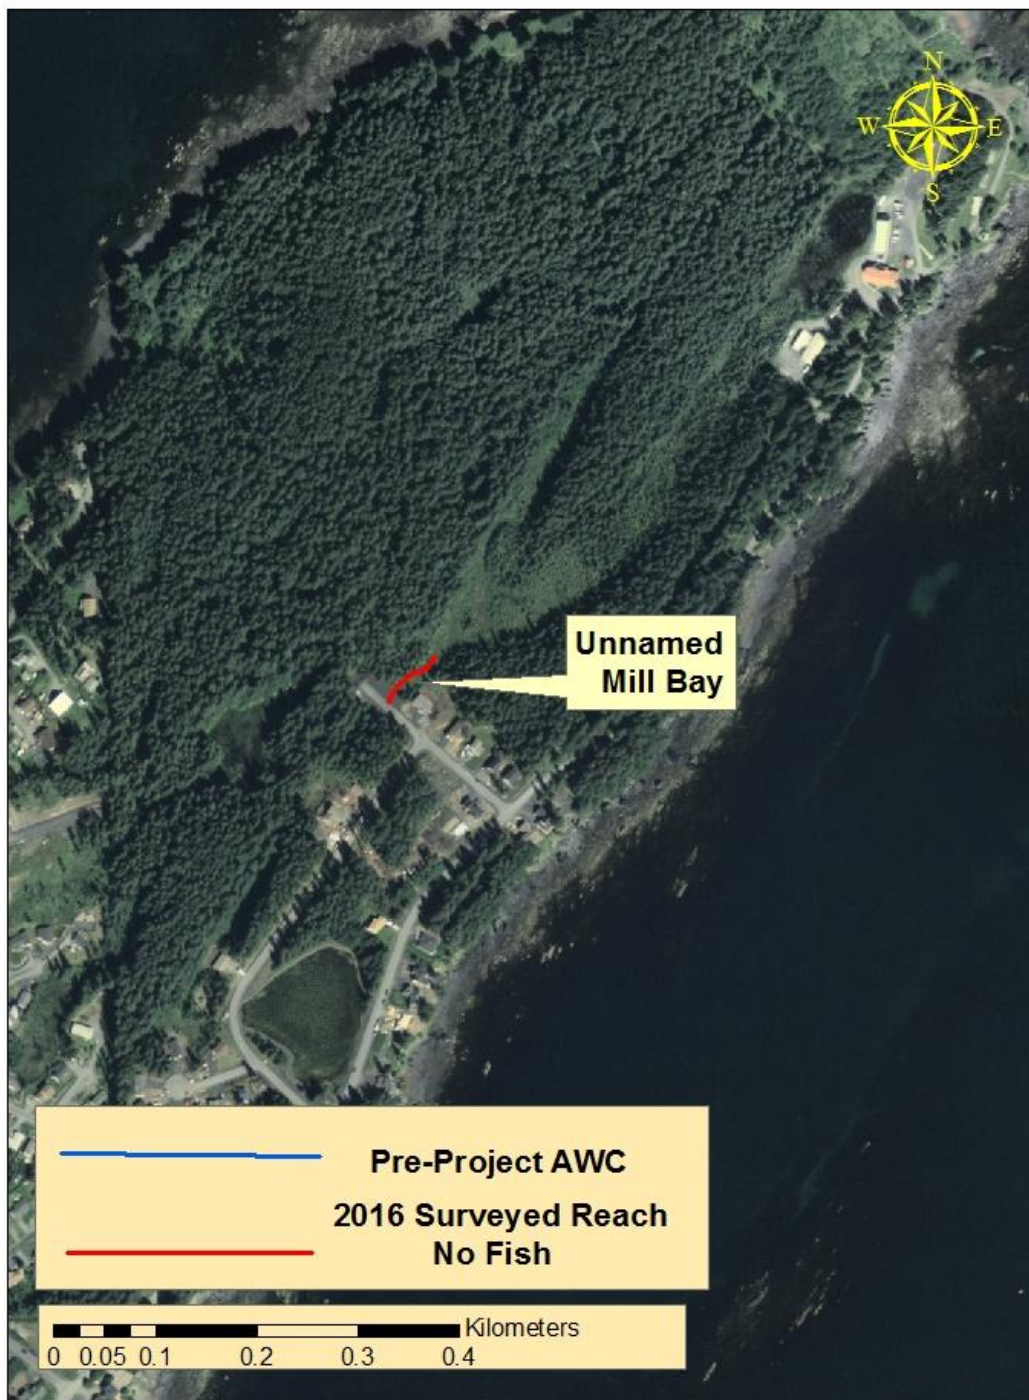 N
W E
S
Unnamed
Mill Bay
Pre-Project AWC
2016 Surveyed Reach
No Fish
Kilometers
0 0.05 0.1 0.2 0.3 0.4